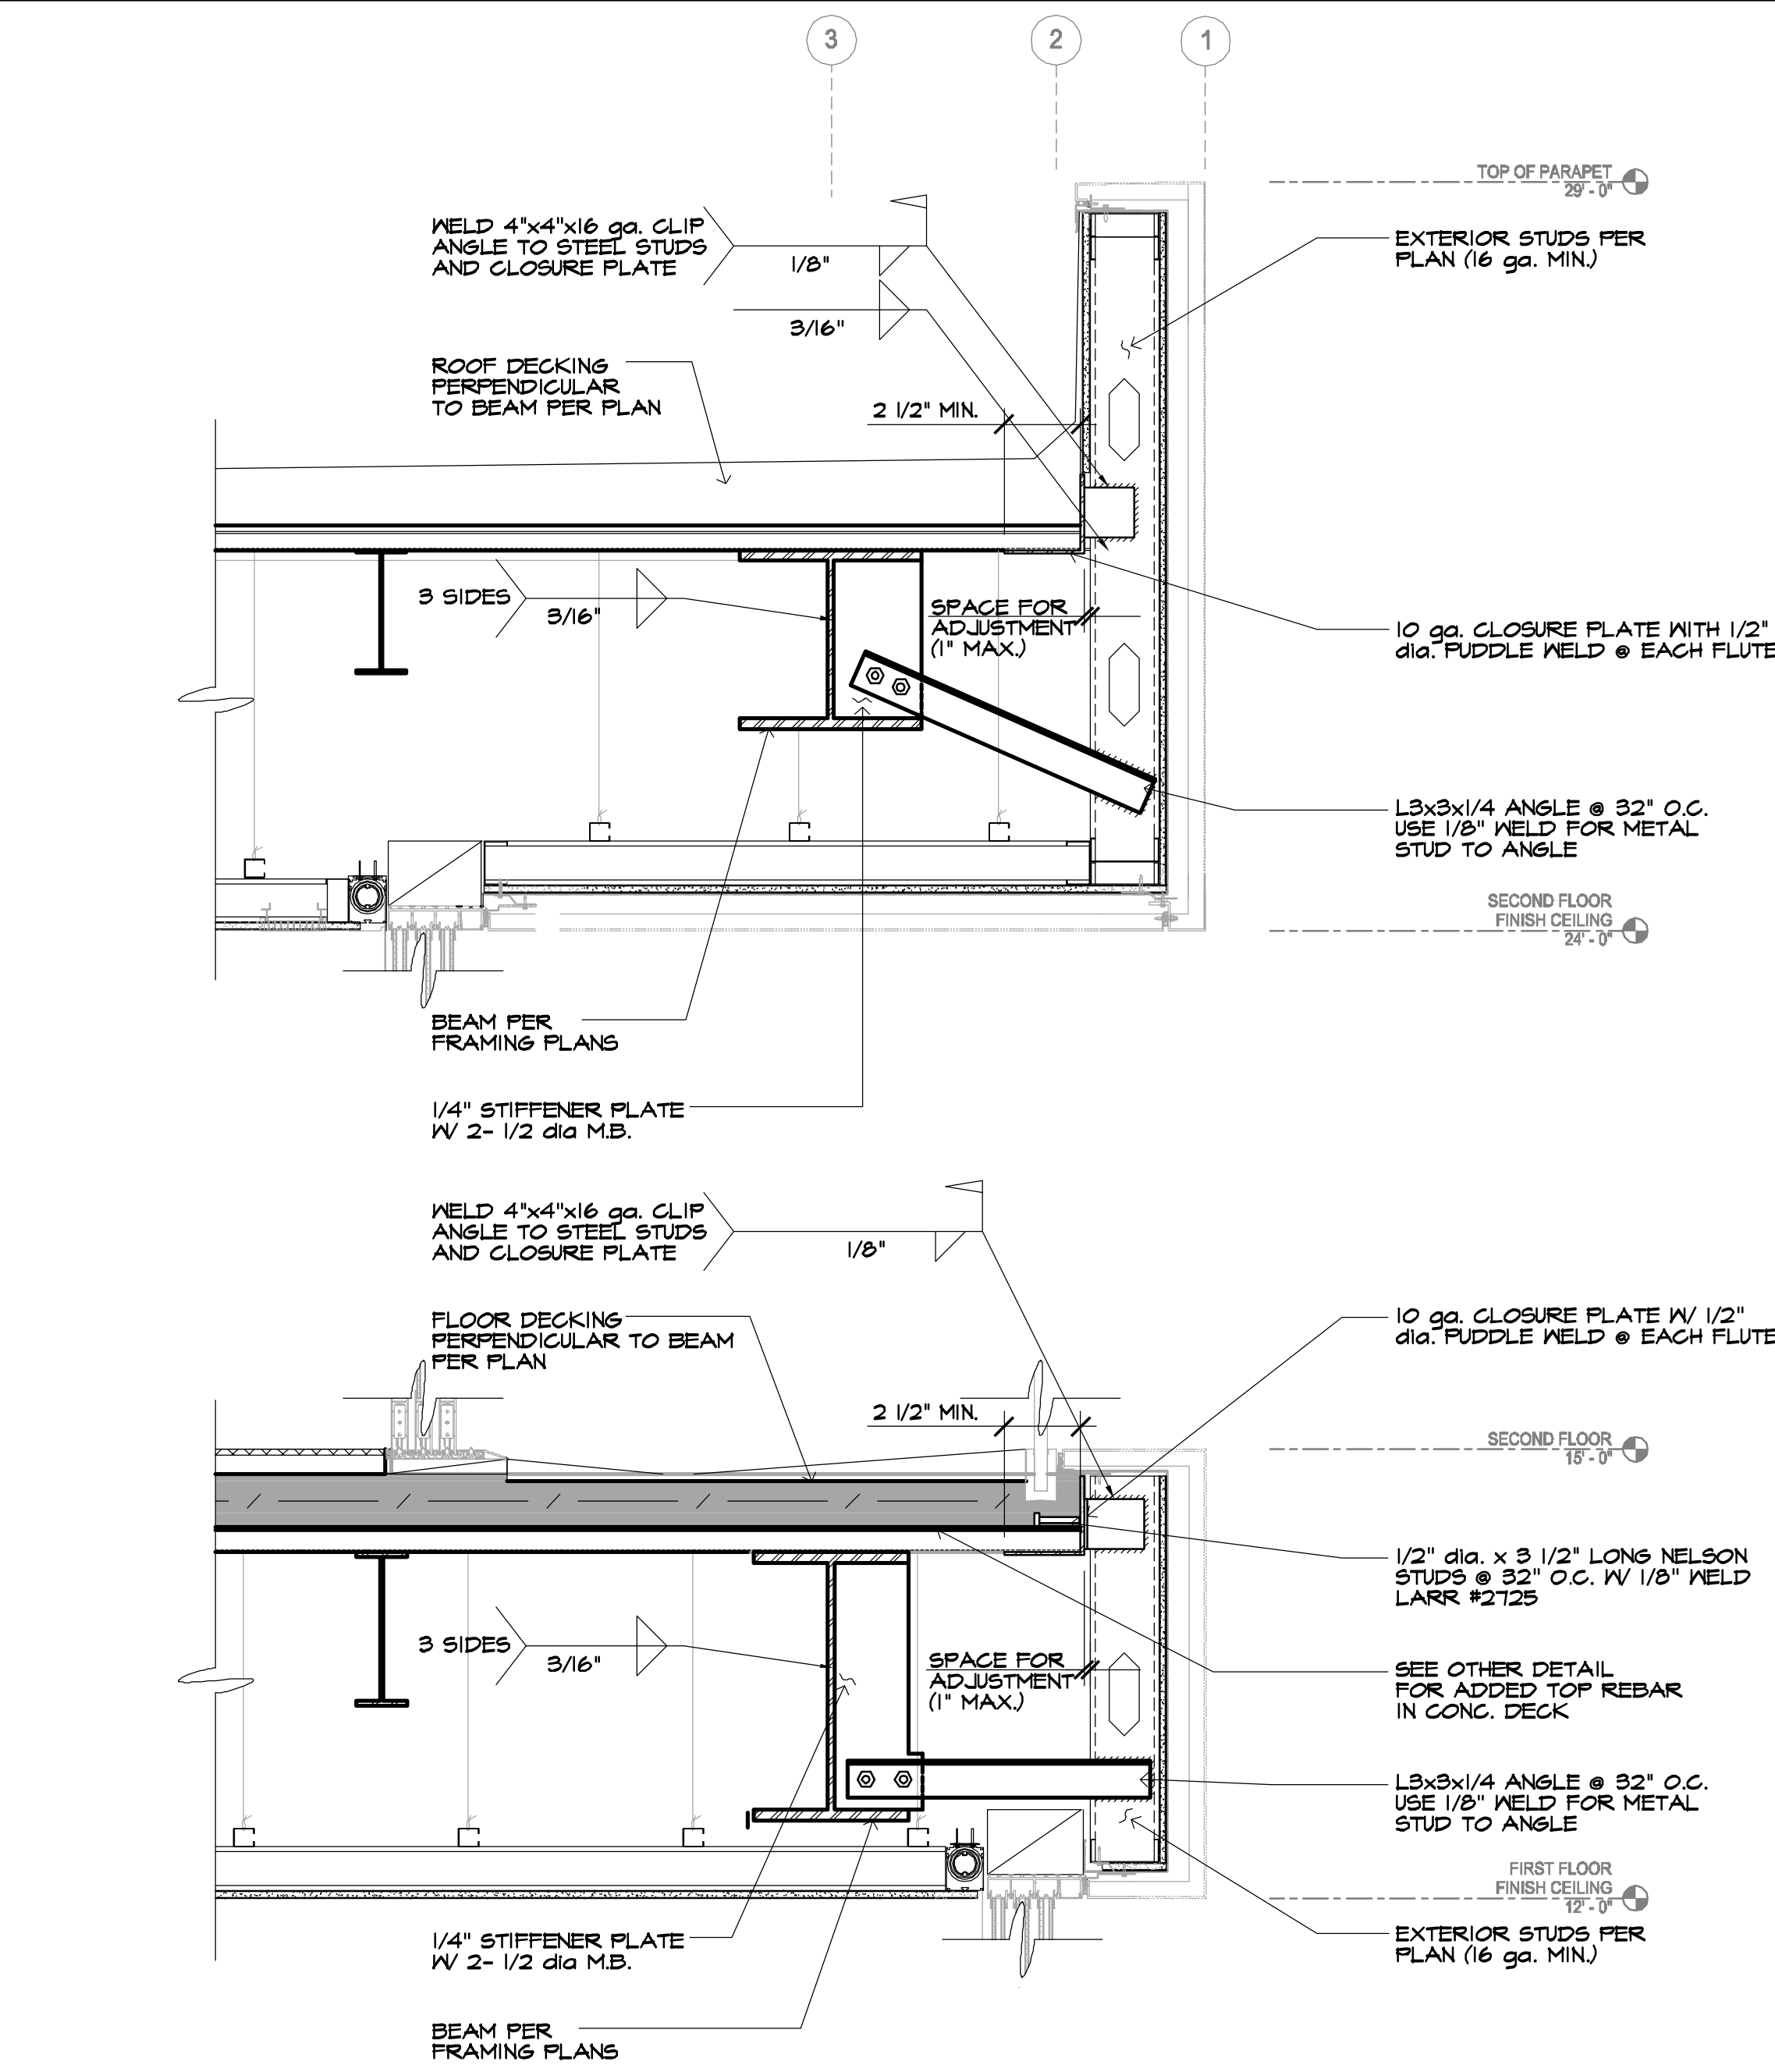 3
2
1
TOP OF PARAPET
29' - 0"
WELD 4"x4"x16 ga. CLIP
ANGLE TO STEEL STUDS
AND CLOSURE PLATE
1/8"
3/16"
EXTERIOR STUDS PER
PLAN (16 ga. MIN.)
ROOF DECKING
PERPENDICULAR
TO BEAM PER PLAN
2 1/2" MIN.
3 SIDES
3/16"
SPACE FOR
ADJUSTMENT
(1" MAX.)
10 ga. CLOSURE PLATE WITH 1/2"
dia. PUDDLE WELD @ EACH FLUTE
L3x3x1/4 ANGLE @ 32" O.C.
USE 1/8" WELD FOR METAL
STUD TO ANGLE
SECOND FLOOR
FINISH CEILING
24' - 0"
BEAM PER
FRAMING PLANS
1/4" STIFFENER PLATE
W/ 2- 1/2 dia M.B.
WELD 4"x4"x16 ga. CLIP
ANGLE TO STEEL STUDS
AND CLOSURE PLATE
1/8"
10 ga. CLOSURE PLATE W/ 1/2"
dia. PUDDLE WELD @ EACH FLUTE
FLOOR DECKING
PERPENDICULAR TO BEAM
PER PLAN
2 1/2" MIN.
SECOND FLOOR
15' - 0"
1/2" dia. x 3 1/2" LONG NELSON
STUDS @ 32" O.C. W/ 1/8" WELD
LARR #2725
3 SIDES
3/16"
SPACE FOR
ADJUSTMENT
(1" MAX.)
SEE OTHER DETAIL
FOR ADDED TOP REBAR
IN CONC. DECK
L3x3x1/4 ANGLE @ 32" O.C.
USE 1/8" WELD FOR METAL
STUD TO ANGLE
FIRST FLOOR
FINISH CEILING
12' - 0"
1/4" STIFFENER PLATE
W/ 2- 1/2 dia M.B.
EXTERIOR STUDS PER
PLAN (16 ga. MIN.)
BEAM PER
FRAMING PLANS